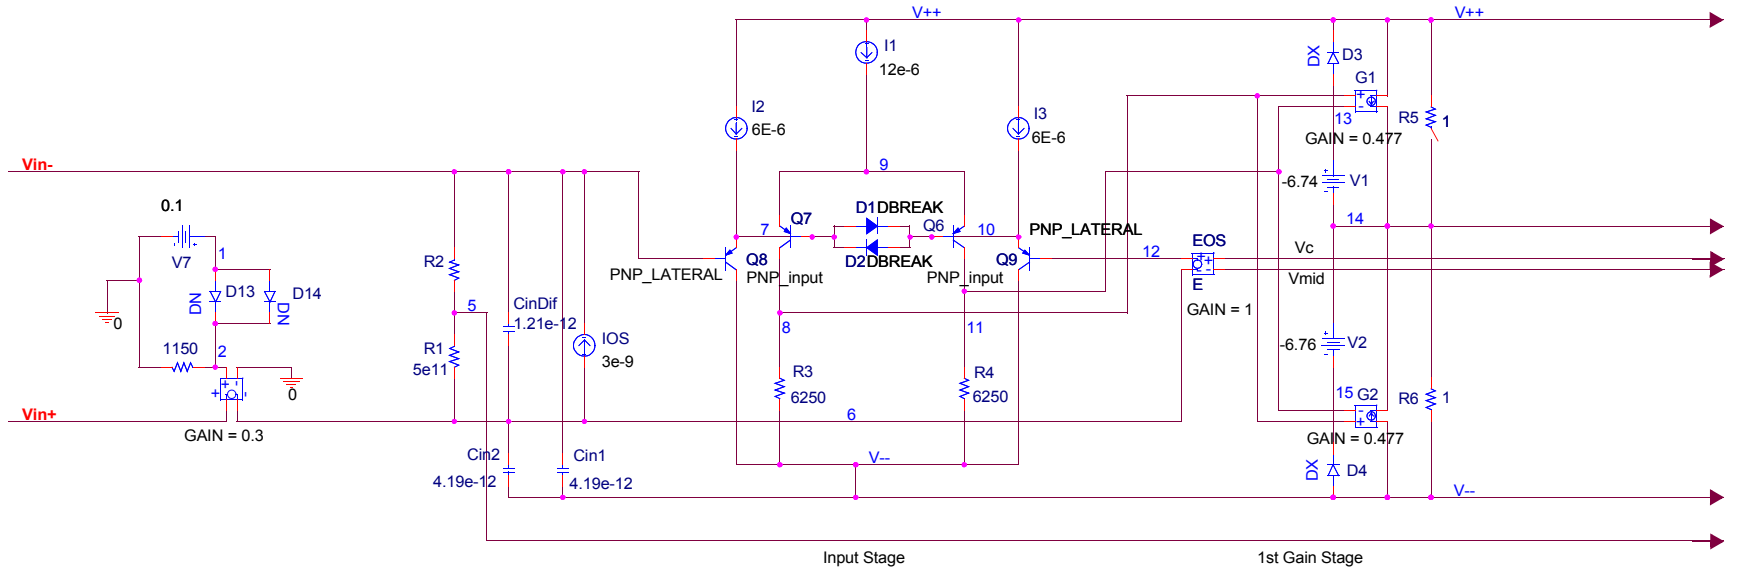 V++
V++
I1
12e-6
DX
D3
G1
I2
6E-6
I3
6E-6
13
R5
1
GAIN = 0.477
Vin-
9
-6.74
V1
0.1
D1DBREAK
Q7
Q6
7
10
14
PNP_LATERAL
V7
1
12
EOS
Vc
R2
Q8
D2DBREAK
Q9
PNP_LATERAL
PNP_input
PNP_input
E
Vmid
DN
D13
D14
DN
5
CinDif
1.21e-12
GAIN = 1
0
8
11
1150
2
R1
5e11
IOS
3e-9
-6.76
V2
R3
6250
R4
6250
0
15
G2
R6
1
Vin+
6
GAIN = 0.3
GAIN = 0.477
Cin2
4.19e-12
Cin1
4.19e-12
V--
DX
D4
V--
Input Stage
1st Gain Stage